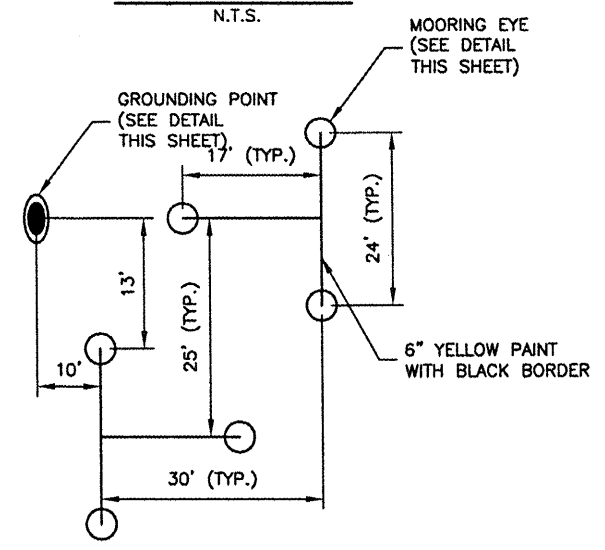 N.T.S.
MOORING EYE
(SEE DETAIL
THIS SHEET)
GROUNDING POINT
(SEE DETAIL
THIS SHEET)
17' (TYP.)
24' (TYP.)
13'
25' (TYP.)
10'
6" YELLOW PAINT
WITH BLACK BORDER
30' (TYP.)